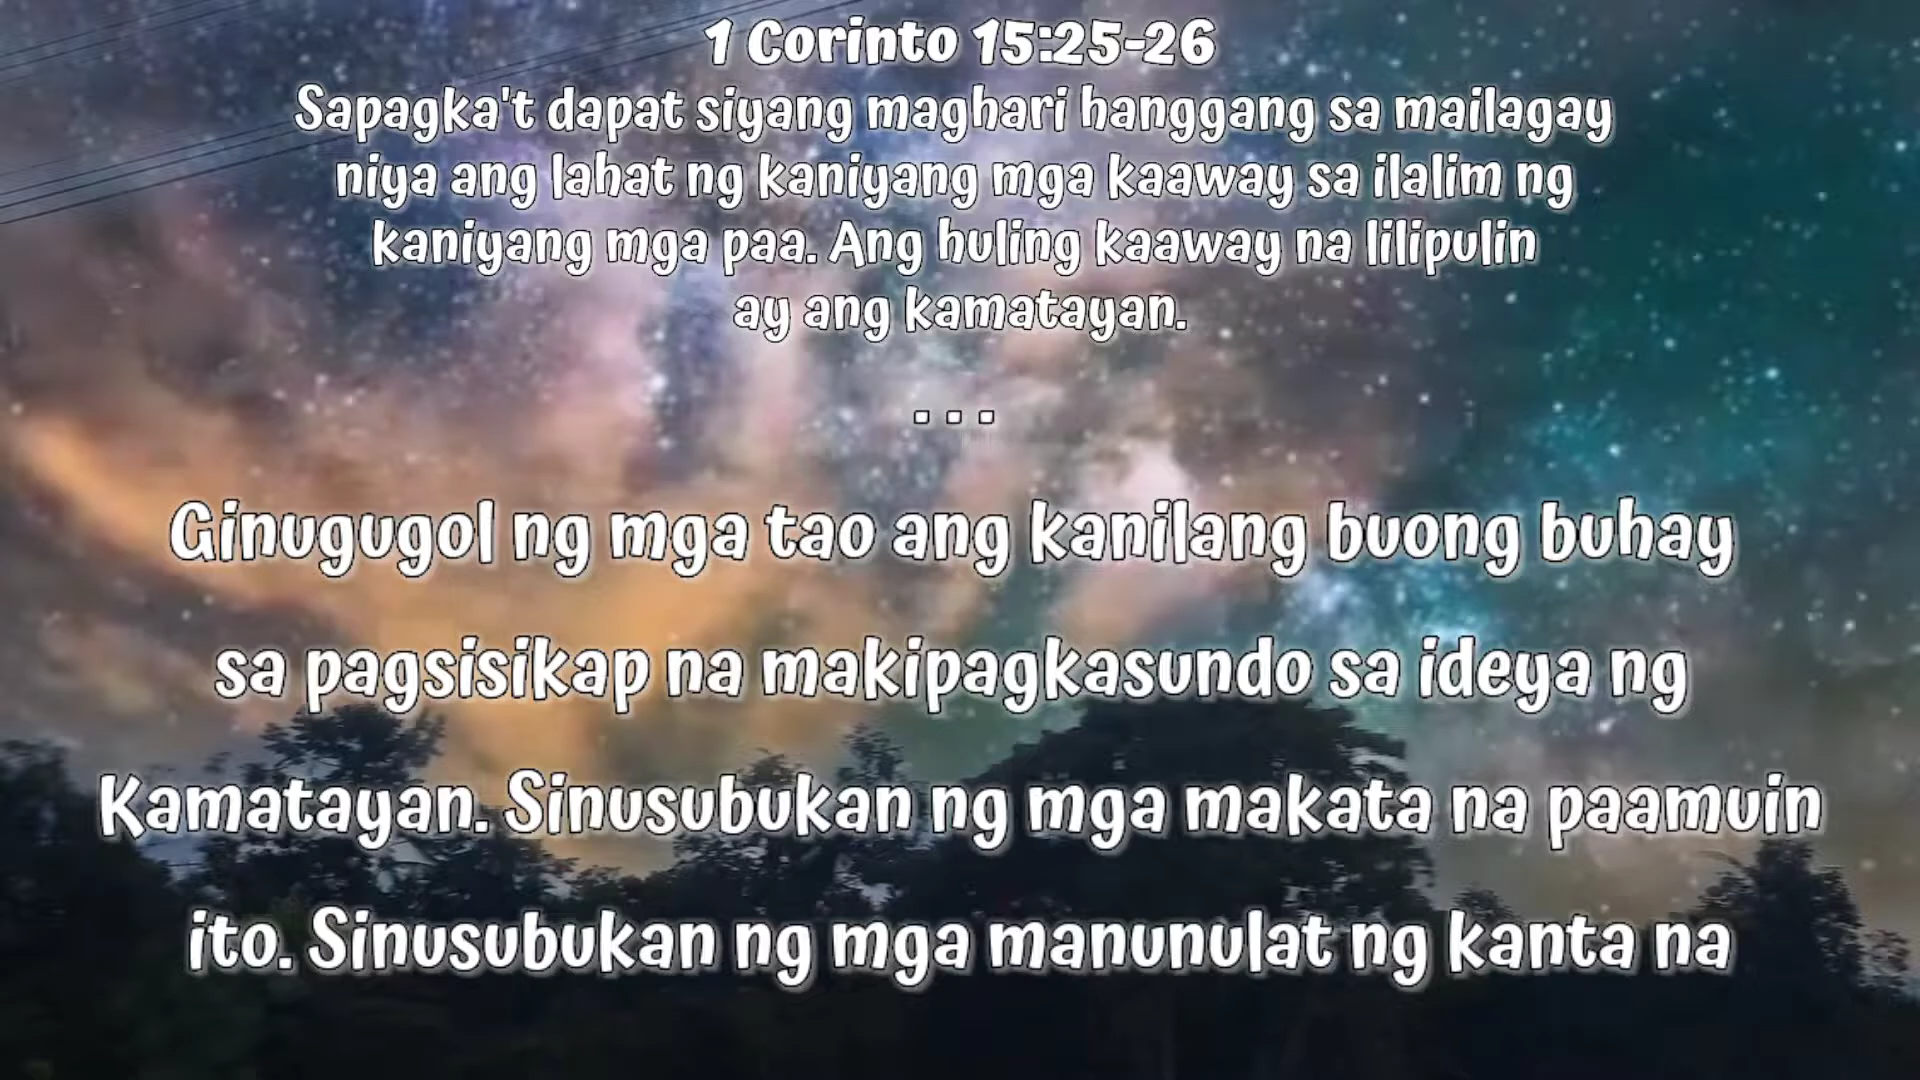 1 Corinto 15:25-26
Sapagka't dapat siyang maghari hanggang sa mailagay
niya ang lahat ng kaniyang mga kaaway sa ilalim ng
kaniyang mga paa. Ang huling kaaway na lilipulin
ay ang kamatayan.
. . .
Ginugugol ng mga tao ang kanilang buong buhay
sa pagsisikap na makipagkasundo sa ideya ng
Kamatayan. Sinusubukan ng mga makata na paamuin
ito. Sinusubukan ng mga manunulat ng kanta na